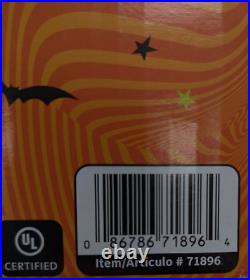 UL
CERTIFIED
0 86786 71896 4
Item/Artículo # 71896
ebay